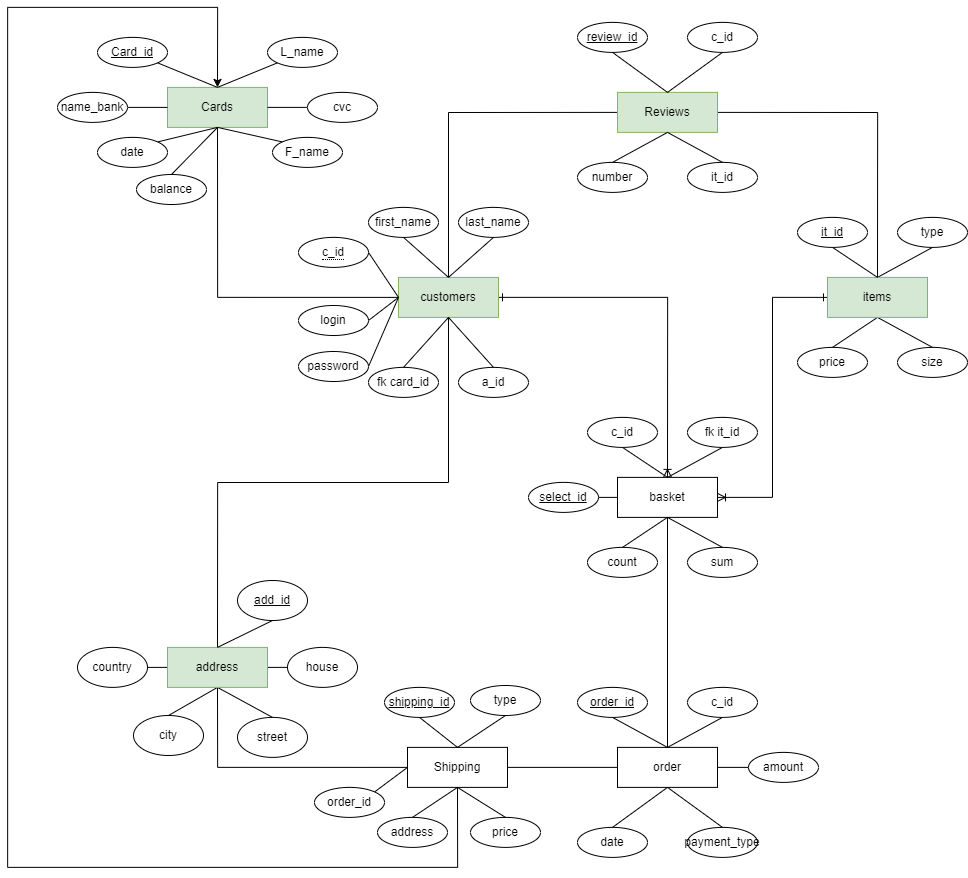 review_id
c_id
Card_id
L_name
name_bank
Cards
cvc
Reviews
date
F_name
number
it_id
balance
first_name
last_name
it_id
type
c_id
customers
items
login
password
fk card_id
a_id
price
size
c_id
fk it_id
select_id
basket
count
sum
add_id
country
address
house
shipping_id
type
order_id
c_id
city
street
Shipping
order
amount
order_id
address
price
date
payment_type